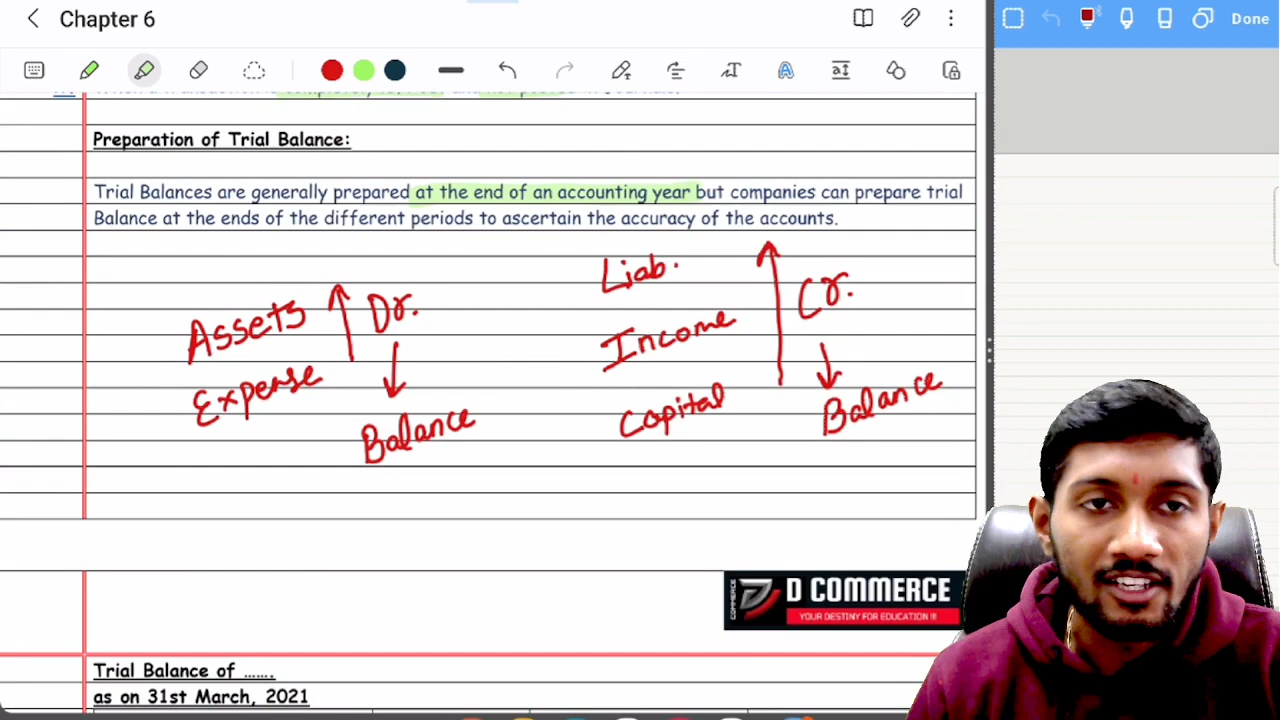 Chapter 6
Done
Preparation of Trial Balance:
Trial Balances are generally prepared at the end of an accounting year but companies can prepare trial
Balance at the ends of the different periods to ascertain the accuracy of the accounts.
Assets
Expense
Dr.
Balance
Liab.
Income
Capital
Cr.
Balance
COMMERCE
D COMMERCE
YOUR DESTINY FOR EDUCATION !!!
Trial Balance of …….
as on 31st March, 2021